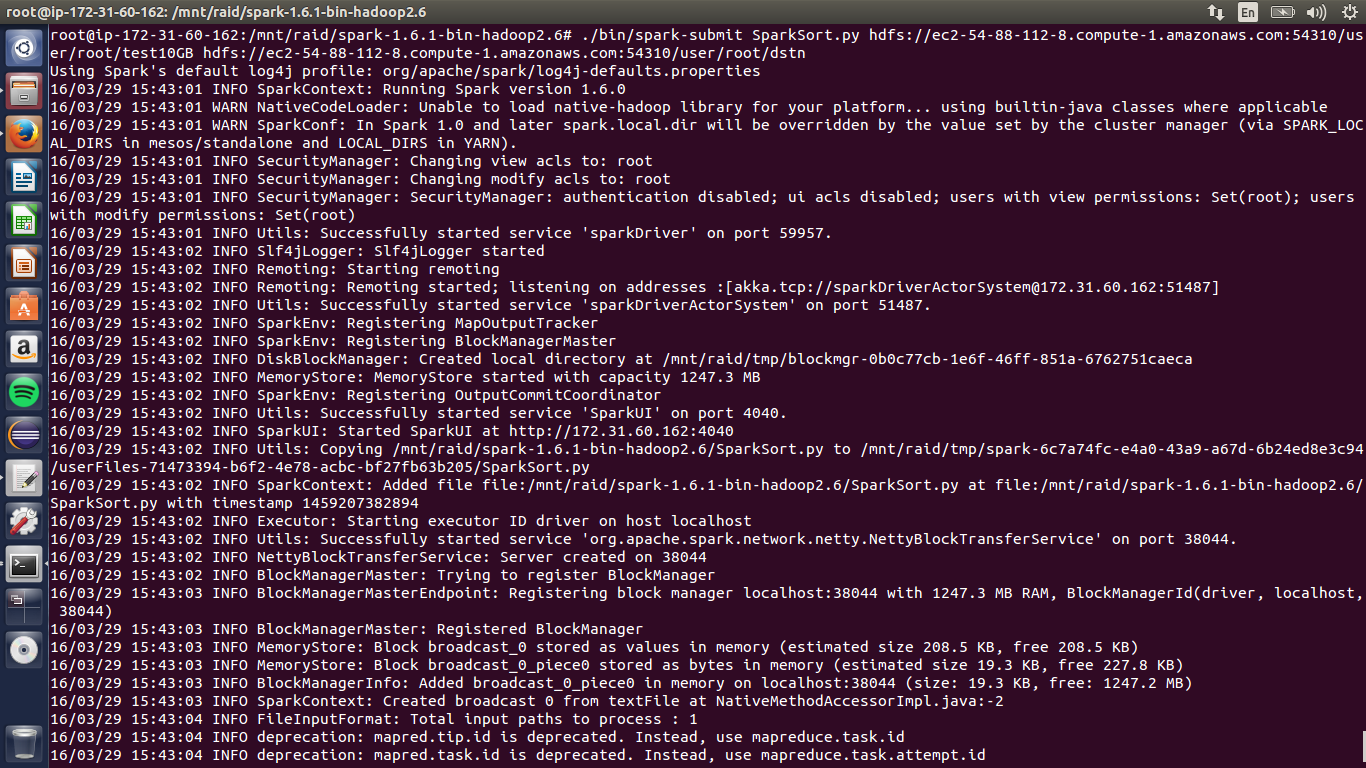 root@ip-172-31-60-162: /mnt/raid/spark-1.6.1-bin-hadoop2.6
En
root@ip-172-31-60-162:/mnt/raid/spark-1.6.1-bin-hadoop2.6# ./bin/spark-submit SparkSort.py hdfs://ec2-54-88-112-8.compute-1.amazonaws.com:54310/us
er/root/test10GB hdfs://ec2-54-88-112-8.compute-1.amazonaws.com:54310/user/root/dstn
Using Spark's default log4j profile: org/apache/spark/log4j-defaults.properties
16/03/29 15:43:01 INFO SparkContext: Running Spark version 1.6.0
16/03/29 15:43:01 WARN NativeCodeLoader: Unable to load native-hadoop library for your platform... using builtin-java classes where applicable
16/03/29 15:43:01 WARN SparkConf: In Spark 1.0 and later spark.local.dir will be overridden by the value set by the cluster manager (via SPARK_LOC
AL_DIRS in mesos/standalone and LOCAL_DIRS in YARN).
16/03/29 15:43:01 INFO SecurityManager: Changing view acls to: root
16/03/29 15:43:01 INFO SecurityManager: Changing modify acls to: root
16/03/29 15:43:01 INFO SecurityManager: SecurityManager: authentication disabled; ui acls disabled; users with view permissions: Set(root); users
with modify permissions: Set(root)
16/03/29 15:43:01 INFO Utils: Successfully started service 'sparkDriver' on port 59957.
16/03/29 15:43:02 INFO Slf4jLogger: Slf4jLogger started
16/03/29 15:43:02 INFO Remoting: Starting remoting
16/03/29 15:43:02 INFO Remoting: Remoting started; listening on addresses :[akka.tcp://sparkDriverActorSystem@172.31.60.162:51487]
16/03/29 15:43:02 INFO Utils: Successfully started service 'sparkDriverActorSystem' on port 51487.
16/03/29 15:43:02 INFO SparkEnv: Registering MapOutputTracker
16/03/29 15:43:02 INFO SparkEnv: Registering BlockManagerMaster
16/03/29 15:43:02 INFO DiskBlockManager: Created local directory at /mnt/raid/tmp/blockmgr-0b0c77cb-1e6f-46ff-851a-6762751caeca
16/03/29 15:43:02 INFO MemoryStore: MemoryStore started with capacity 1247.3 MB
16/03/29 15:43:02 INFO SparkEnv: Registering OutputCommitCoordinator
16/03/29 15:43:02 INFO Utils: Successfully started service 'SparkUI' on port 4040.
16/03/29 15:43:02 INFO SparkUI: Started SparkUI at http://172.31.60.162:4040
16/03/29 15:43:02 INFO Utils: Copying /mnt/raid/spark-1.6.1-bin-hadoop2.6/SparkSort.py to /mnt/raid/tmp/spark-6c7a74fc-e4a0-43a9-a67d-6b24ed8e3c94
/userFiles-71473394-b6f2-4e78-acbc-bf27fb63b205/SparkSort.py
16/03/29 15:43:02 INFO SparkContext: Added file file:/mnt/raid/spark-1.6.1-bin-hadoop2.6/SparkSort.py at file:/mnt/raid/spark-1.6.1-bin-hadoop2.6/
SparkSort.py with timestamp 1459207382894
16/03/29 15:43:02 INFO Executor: Starting executor ID driver on host localhost
16/03/29 15:43:02 INFO Utils: Successfully started service 'org.apache.spark.network.netty.NettyBlockTransferService' on port 38044.
16/03/29 15:43:02 INFO NettyBlockTransferService: Server created on 38044
16/03/29 15:43:02 INFO BlockManagerMaster: Trying to register BlockManager
16/03/29 15:43:03 INFO BlockManagerMasterEndpoint: Registering block manager localhost:38044 with 1247.3 MB RAM, BlockManagerId(driver, localhost,
 38044)
16/03/29 15:43:03 INFO BlockManagerMaster: Registered BlockManager
16/03/29 15:43:03 INFO MemoryStore: Block broadcast_0 stored as values in memory (estimated size 208.5 KB, free 208.5 KB)
16/03/29 15:43:03 INFO MemoryStore: Block broadcast_0_piece0 stored as bytes in memory (estimated size 19.3 KB, free 227.8 KB)
16/03/29 15:43:03 INFO BlockManagerInfo: Added broadcast_0_piece0 in memory on localhost:38044 (size: 19.3 KB, free: 1247.2 MB)
16/03/29 15:43:03 INFO SparkContext: Created broadcast 0 from textFile at NativeMethodAccessorImpl.java:-2
16/03/29 15:43:04 INFO FileInputFormat: Total input paths to process : 1
16/03/29 15:43:04 INFO deprecation: mapred.tip.id is deprecated. Instead, use mapreduce.task.id
16/03/29 15:43:04 INFO deprecation: mapred.task.id is deprecated. Instead, use mapreduce.task.attempt.id